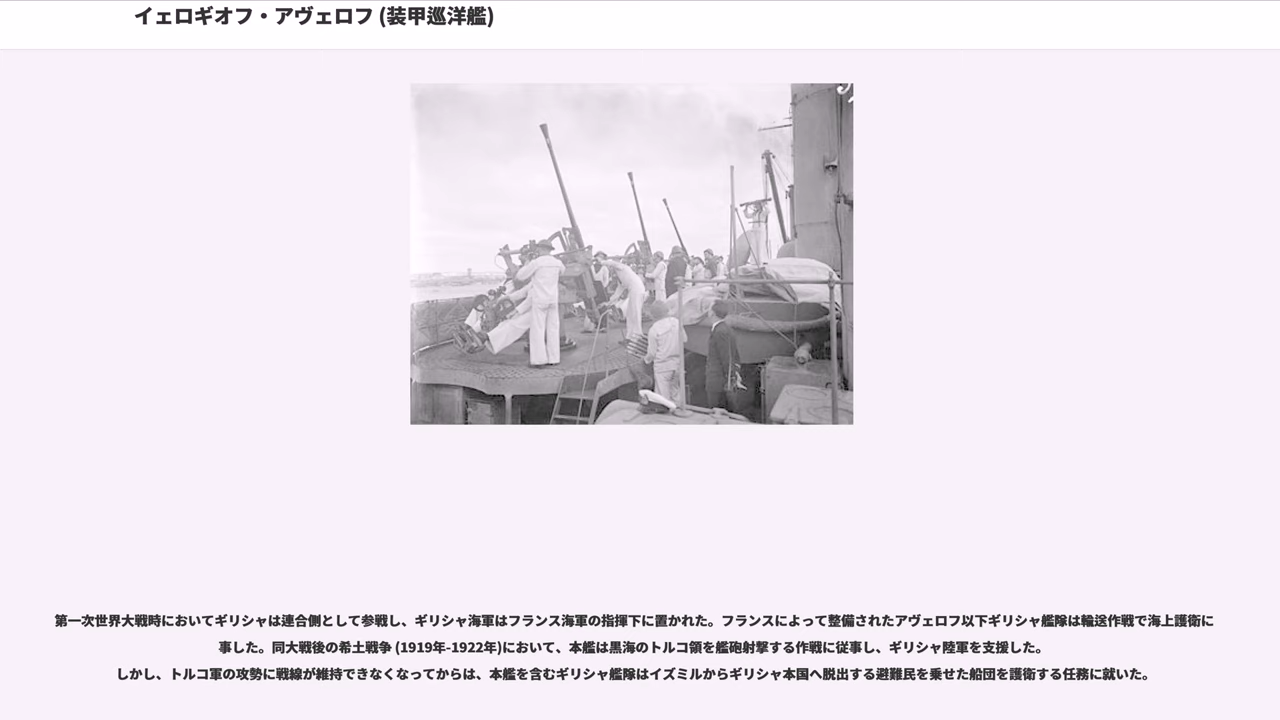 イェロギオフ・アヴェロフ (装甲巡洋艦)
第一次世界大戦時においてギリシャは連合側として参戦し、ギリシャ海軍はフランス海軍の指揮下に置かれた。フランスによって整備されたアヴェロフ以下ギリシャ艦隊は輸送作戦で海上護衛に
事した。同大戦後の希土戦争 (1919年-1922年)において、本艦は黒海のトルコ領を艦砲射撃する作戦に従事し、ギリシャ陸軍を支援した。
しかし、トルコ軍の攻勢に戦線が維持できなくなってからは、本艦を含むギリシャ艦隊はイズミルからギリシャ本国へ脱出する避難民を乗せた船団を護衛する任務に就いた。